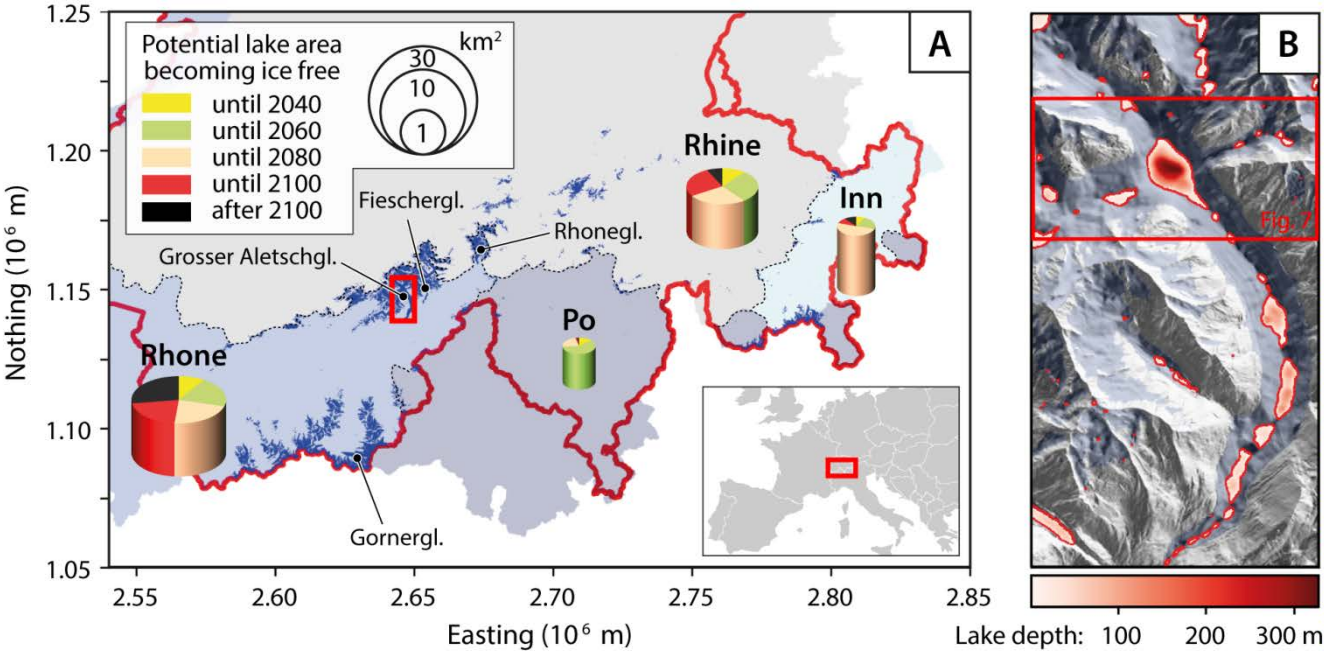 A
B
Potential lake area
becoming ice free
until 2040
until 2060
until 2080
until 2100
after 2100
km²
30
10
1
Fieschergl.
Grosser Aletschgl.
Rhonegl.
Gornergl.
Rhone
Po
Rhine
Inn
1.25
1.20
1.15
1.10
1.05
Nothing (10⁶ m)
2.55 2.60 2.65 2.70 2.75 2.80 2.85
Easting (10⁶ m)
Fig. 7
Lake depth: 100 200 300 m